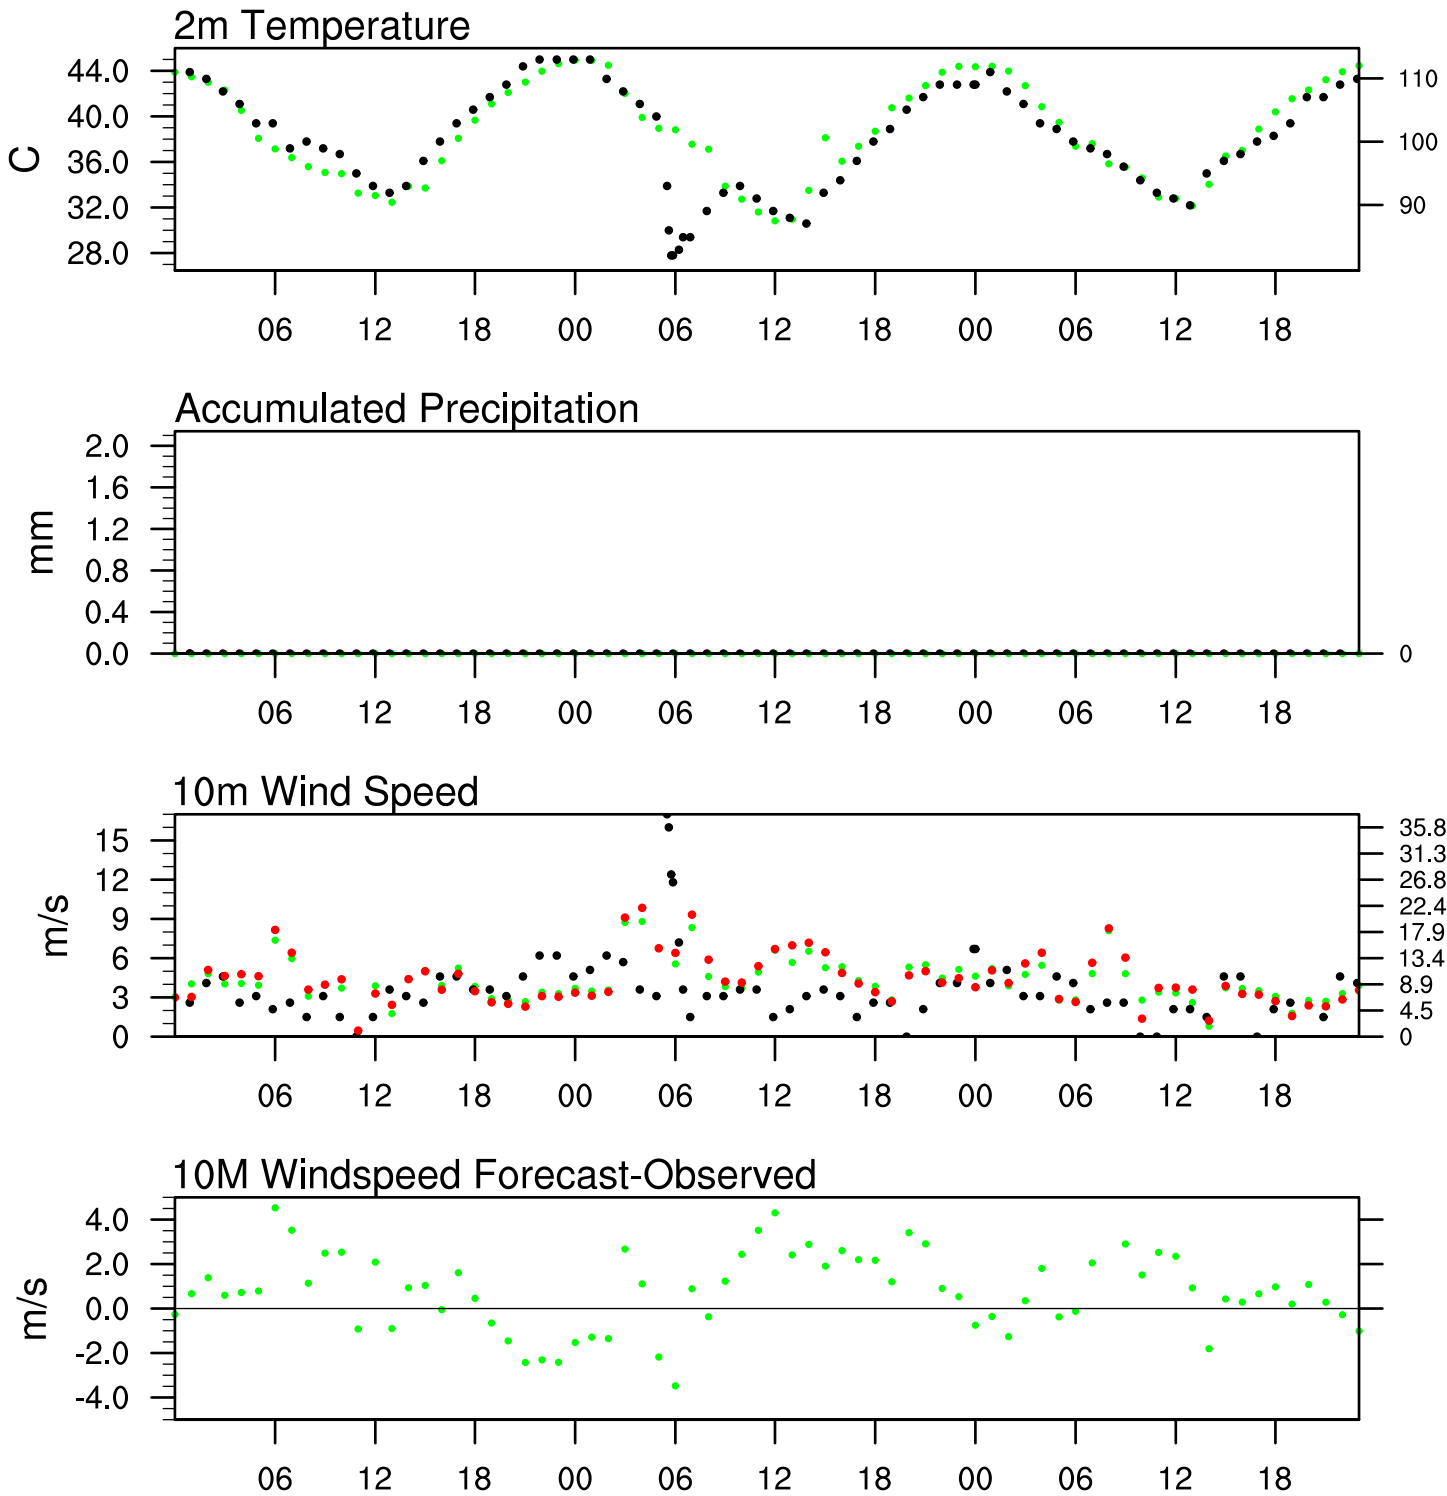 2m Temperature
44.0
40.0
36.0
32.0
28.0
C
110
100
90
06 12 18 00 06 12 18 00 06 12 18
Accumulated Precipitation
2.0
1.6
1.2
0.8
0.4
0.0
mm
0
06 12 18 00 06 12 18 00 06 12 18
10m Wind Speed
15
12
9
6
3
0
m/s
35.8
31.3
26.8
22.4
17.9
13.4
8.9
4.5
0
06 12 18 00 06 12 18 00 06 12 18
10M Windspeed Forecast-Observed
4.0
2.0
0.0
-2.0
-4.0
m/s
06 12 18 00 06 12 18 00 06 12 18